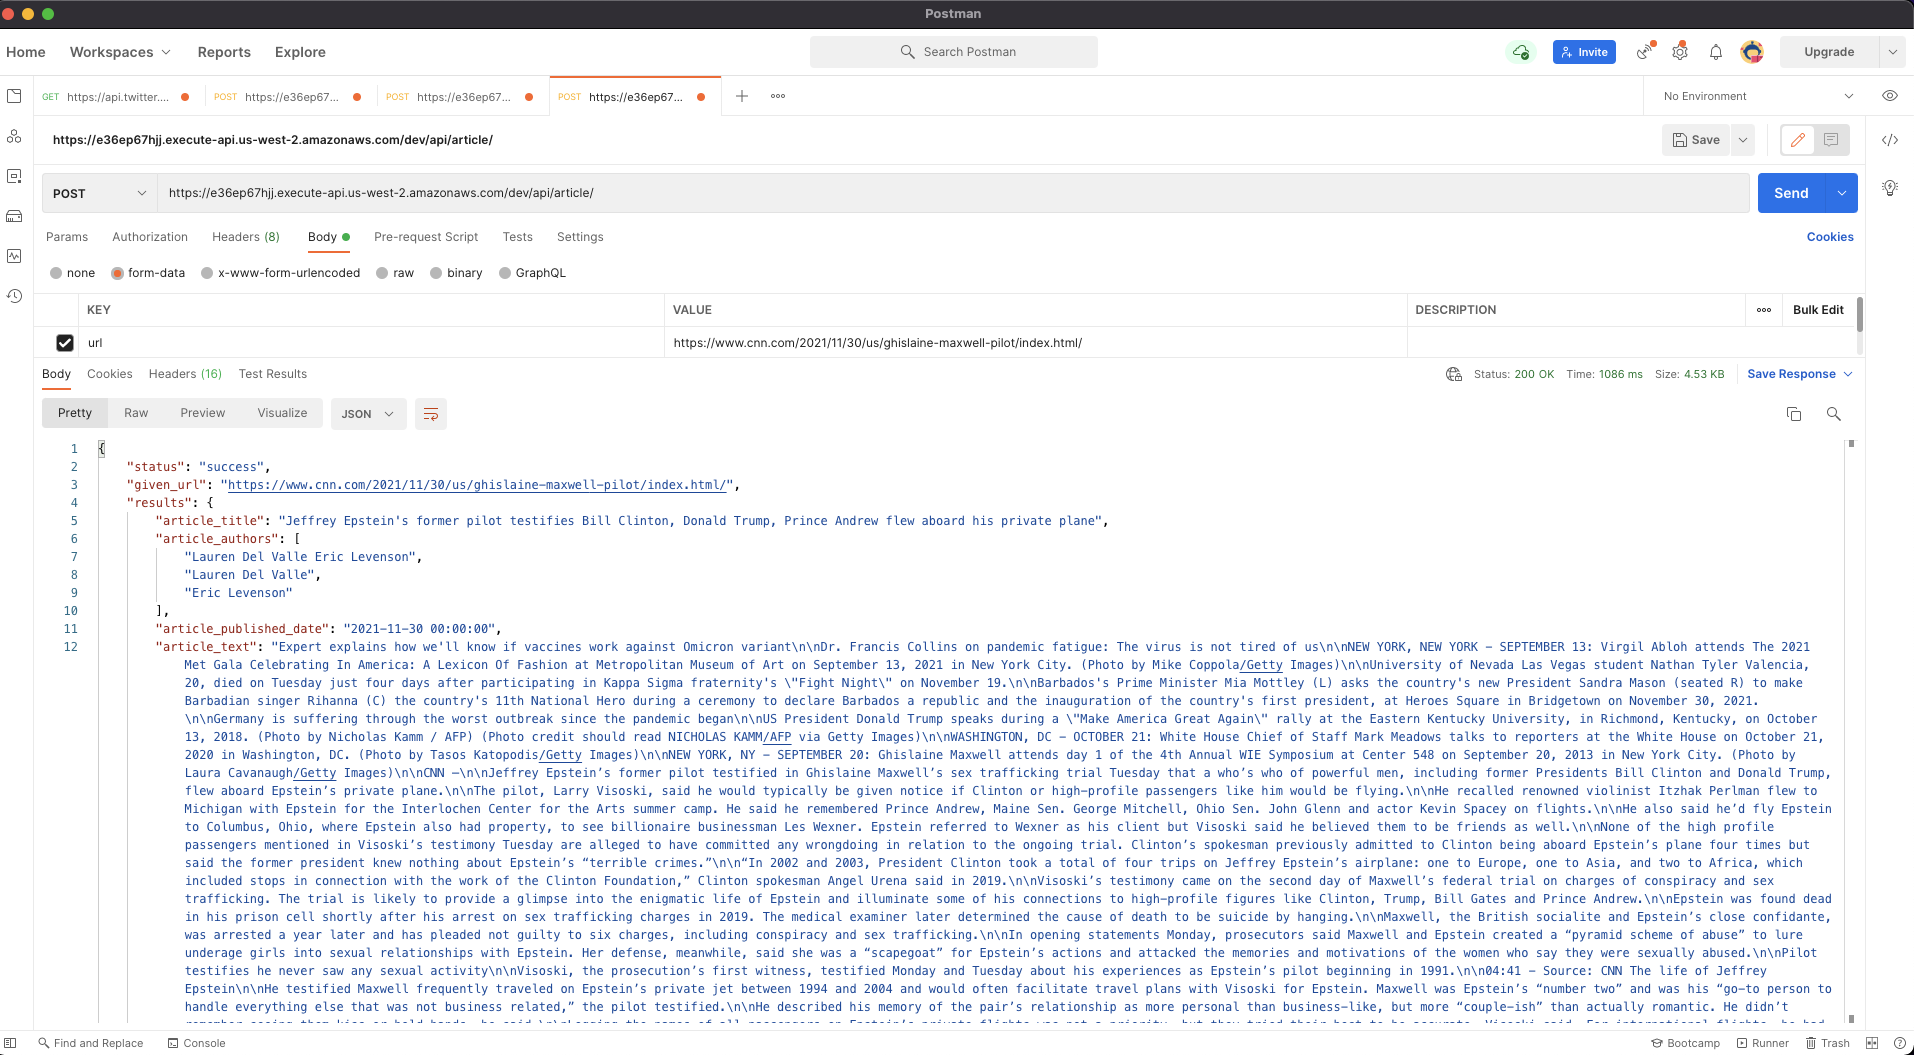 Postman
Home Workspaces Reports Explore Search Postman Invite Upgrade
GET https://api.twitter.... POST https://e36ep67... POST https://e36ep67... POST https://e36ep67... No Environment
https://e36ep67hjj.execute-api.us-west-2.amazonaws.com/dev/api/article/ Save
POST https://e36ep67hjj.execute-api.us-west-2.amazonaws.com/dev/api/article/ Send
Params Authorization Headers (8) Body Pre-request Script Tests Settings Cookies
none form-data x-www-form-urlencoded raw binary GraphQL
KEY VALUE DESCRIPTION Bulk Edit
url https://www.cnn.com/2021/11/30/us/ghislaine-maxwell-pilot/index.html/
Body Cookies Headers (16) Test Results Status: 200 OK Time: 1086 ms Size: 4.53 KB Save Response
Pretty Raw Preview Visualize JSON
1 {
2 "status": "success",
3 "given_url": "https://www.cnn.com/2021/11/30/us/ghislaine-maxwell-pilot/index.html/",
4 "results": {
5 "article_title": "Jeffrey Epstein's former pilot testifies Bill Clinton, Donald Trump, Prince Andrew flew aboard his private plane",
6 "article_authors": [
7 "Lauren Del Valle Eric Levenson",
8 "Lauren Del Valle",
9 "Eric Levenson"
10 ],
11 "article_published_date": "2021-11-30 00:00:00",
12 "article_text": "Expert explains how we'll know if vaccines work against Omicron variant\n\nDr. Francis Collins on pandemic fatigue: The virus is not tired of us\n\nNEW YORK, NEW YORK - SEPTEMBER 13: Virgil Abloh attends The 2021
Met Gala Celebrating In America: A Lexicon Of Fashion at Metropolitan Museum of Art on September 13, 2021 in New York City. (Photo by Mike Coppola/Getty Images)\n\nUniversity of Nevada Las Vegas student Nathan Tyler Valencia,
20, died on Tuesday just four days after participating in Kappa Sigma fraternity's \"Fight Night\" on November 19.\n\nBarbados's Prime Minister Mia Mottley (L) asks the country's new President Sandra Mason (seated R) to make
Barbadian singer Rihanna (C) the country's 11th National Hero during a ceremony to declare Barbados a republic and the inauguration of the country's first president, at Heroes Square in Bridgetown on November 30, 2021.
\n\nGermany is suffering through the worst outbreak since the pandemic began\n\nUS President Donald Trump speaks during a \"Make America Great Again\" rally at the Eastern Kentucky University, in Richmond, Kentucky, on October
13, 2018. (Photo by Nicholas Kamm / AFP) (Photo credit should read NICHOLAS KAMM/AFP via Getty Images)\n\nWASHINGTON, DC - OCTOBER 21: White House Chief of Staff Mark Meadows talks to reporters at the White House on October 21,
2020 in Washington, DC. (Photo by Tasos Katopodis/Getty Images)\n\nNEW YORK, NY - SEPTEMBER 20: Ghislaine Maxwell attends day 1 of the 4th Annual WIE Symposium at Center 548 on September 20, 2013 in New York City. (Photo by
Laura Cavanaugh/Getty Images)\n\nCNN —\n\nJeffrey Epstein’s former pilot testified in Ghislaine Maxwell’s sex trafficking trial Tuesday that a who’s who of powerful men, including former Presidents Bill Clinton and Donald Trump,
flew aboard Epstein’s private plane.\n\nThe pilot, Larry Visoski, said he would typically be given notice if Clinton or high-profile passengers like him would be flying.\n\nHe recalled renowned violinist Itzhak Perlman flew to
Michigan with Epstein for the Interlochen Center for the Arts summer camp. He said he remembered Prince Andrew, Maine Sen. George Mitchell, Ohio Sen. John Glenn and actor Kevin Spacey on flights.\n\nHe also said he’d fly Epstein
to Columbus, Ohio, where Epstein also had property, to see billionaire businessman Les Wexner. Epstein referred to Wexner as his client but Visoski said he believed them to be friends as well.\n\nNone of the high profile
passengers mentioned in Visoski’s testimony Tuesday are alleged to have committed any wrongdoing in relation to the ongoing trial. Clinton’s spokesman previously admitted to Clinton being aboard Epstein’s plane four times but
said the former president knew nothing about Epstein’s “terrible crimes.”\n\n“In 2002 and 2003, President Clinton took a total of four trips on Jeffrey Epstein’s airplane: one to Europe, one to Asia, and two to Africa, which
included stops in connection with the work of the Clinton Foundation,” Clinton spokesman Angel Urena said in 2019.\n\nVisoski’s testimony came on the second day of Maxwell’s federal trial on charges of conspiracy and sex
trafficking. The trial is likely to provide a glimpse into the enigmatic life of Epstein and illuminate some of his connections to high-profile figures like Clinton, Trump, Bill Gates and Prince Andrew.\n\nEpstein was found dead
in his prison cell shortly after his arrest on sex trafficking charges in 2019. The medical examiner later determined the cause of death to be suicide by hanging.\n\nMaxwell, the British socialite and Epstein’s close confidante,
was arrested a year later and has pleaded not guilty to six charges, including conspiracy and sex trafficking.\n\nIn opening statements Monday, prosecutors said Maxwell and Epstein created a “pyramid scheme of abuse” to lure
underage girls into sexual relationships with Epstein. Her defense, meanwhile, said she was a “scapegoat” for Epstein’s actions and attacked the memories and motivations of the women who say they were sexually abused.\n\nPilot
testifies he never saw any sexual activity\n\nVisoski, the prosecution’s first witness, testified Monday and Tuesday about his experiences as Epstein’s pilot beginning in 1991.\n\n04:41 - Source: CNN The life of Jeffrey
Epstein\n\nHe testified Maxwell frequently traveled on Epstein’s private jet between 1994 and 2004 and would often facilitate travel plans with Visoski for Epstein. Maxwell was Epstein’s “number two” and was his “go-to person to
handle everything else that was not business related,” the pilot testified.\n\nHe described his memory of the pair’s relationship as more personal than business-like, but more “couple-ish” than actually romantic. He didn’t
Find and Replace Console Bootcamp Runner Trash